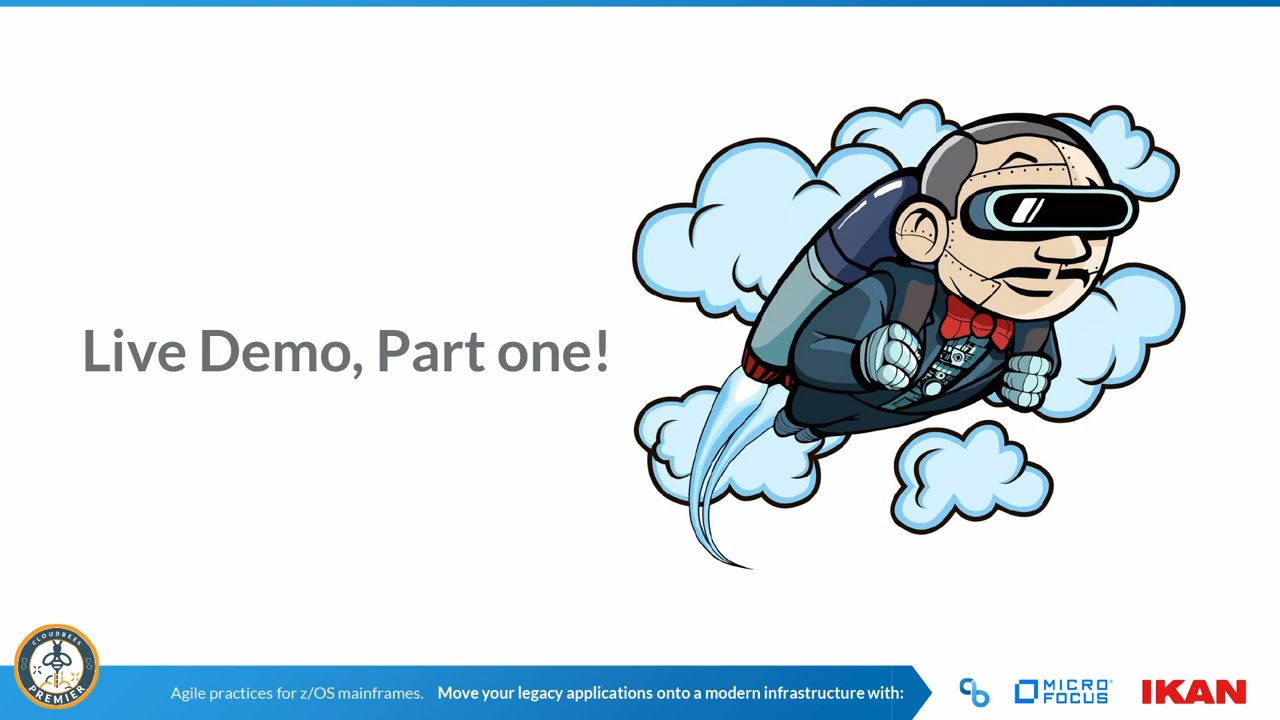 Live Demo, Part one!
CLOUDBEES
PREMIER
Agile practices for z/OS mainframes. Move your legacy applications onto a modern infrastructure with:
MICRO
FOCUS
IKAN